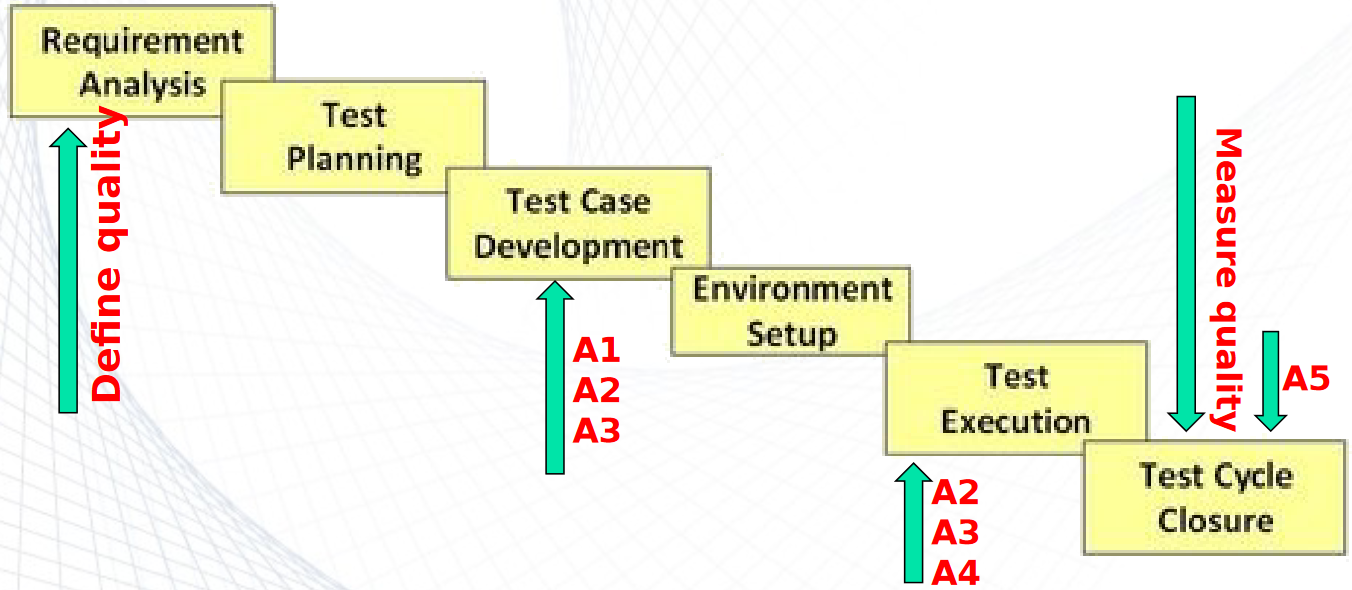 Requirement
Analysis
Test
Planning
Test Case
Development
Environment
Setup
Test
Execution
Test Cycle
Closure
Define quality
A1
A2
A3
A2
A3
A4
Measure quality
A5